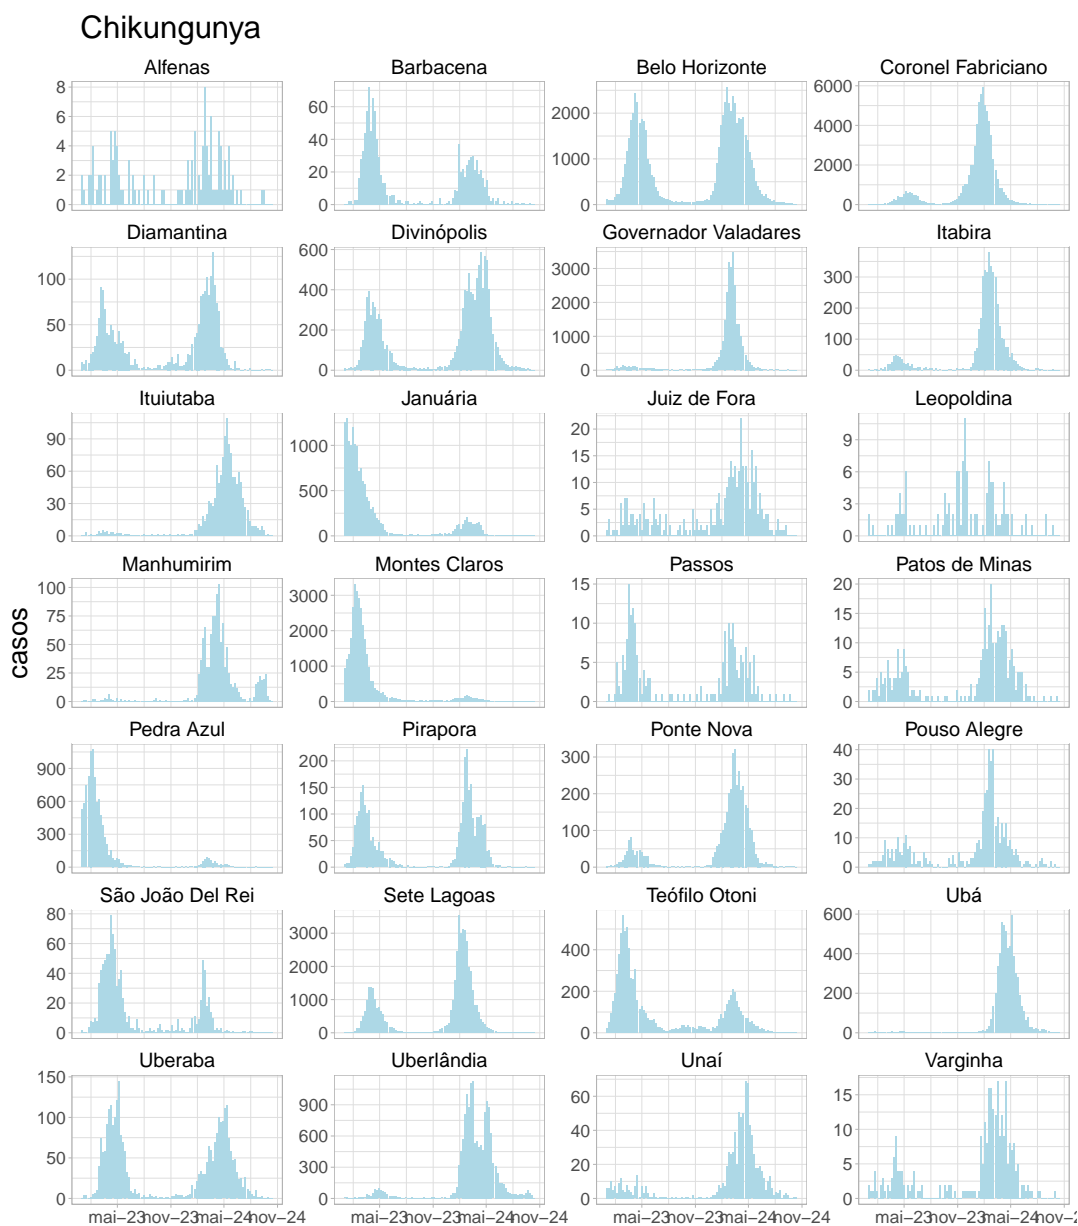 Chikungunya
Alfenas Barbacena Belo Horizonte Coronel Fabriciano
8 6 4 2 0
60 40 20 0
2000 1000 0
6000 4000 2000 0
Diamantina Divinópolis Governador Valadares Itabira
100 50 0
600 400 200 0
3000 2000 1000 0
300 200 100 0
Ituiutaba Januária Juiz de Fora Leopoldina
90 60 30 0
1000 500 0
20 15 10 5 0
9 6 3 0
casos
Manhumirim Montes Claros Passos Patos de Minas
100 75 50 25 0
3000 2000 1000 0
15 10 5 0
20 15 10 5 0
Pedra Azul Pirapora Ponte Nova Pouso Alegre
900 600 300 0
200 150 100 50 0
300 200 100 0
40 30 20 10 0
São João Del Rei Sete Lagoas Teófilo Otoni Ubá
80 60 40 20 0
3000 2000 1000 0
400 200 0
600 400 200 0
Uberaba Uberlândia Unaí Varginha
150 100 50 0
900 600 300 0
60 40 20 0
15 10 5 0
mai–23 nov–23 mai–24 nov–24 mai–23 nov–23 mai–24 nov–24 mai–23 nov–23 mai–24 nov–24 mai–23 nov–23 mai–24 nov–2